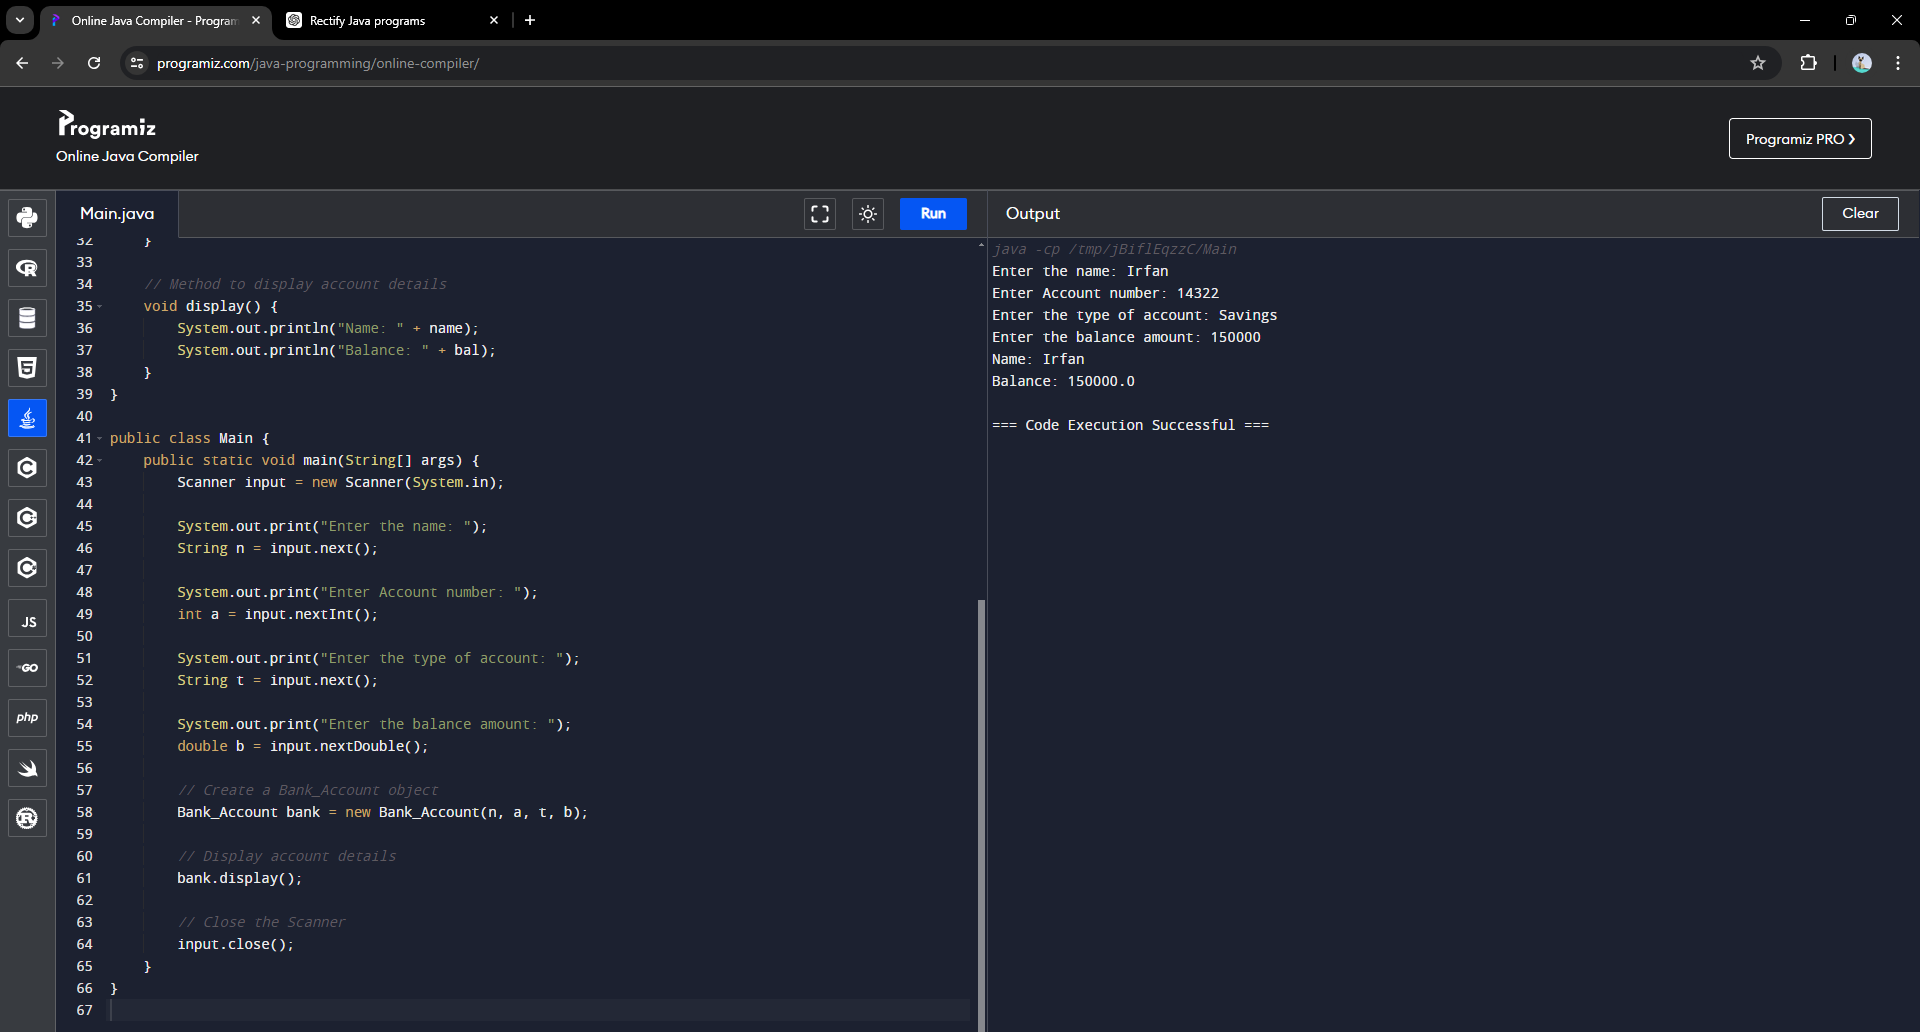 Online Java Compiler - Program
Rectify Java programs
programiz.com/java-programming/online-compiler/
Programiz
Online Java Compiler
Programiz PRO ❯
Main.java
Run
Output
Clear
32 }
33
34 // Method to display account details
35 void display() {
36 System.out.println("Name: " + name);
37 System.out.println("Balance: " + bal);
38 }
39 }
40
41 public class Main {
42 public static void main(String[] args) {
43 Scanner input = new Scanner(System.in);
44
45 System.out.print("Enter the name: ");
46 String n = input.next();
47
48 System.out.print("Enter Account number: ");
49 int a = input.nextInt();
50
51 System.out.print("Enter the type of account: ");
52 String t = input.next();
53
54 System.out.print("Enter the balance amount: ");
55 double b = input.nextDouble();
56
57 // Create a Bank_Account object
58 Bank_Account bank = new Bank_Account(n, a, t, b);
59
60 // Display account details
61 bank.display();
62
63 // Close the Scanner
64 input.close();
65 }
66 }
67
java -cp /tmp/jBiflEqzzC/Main
Enter the name: Irfan
Enter Account number: 14322
Enter the type of account: Savings
Enter the balance amount: 150000
Name: Irfan
Balance: 150000.0
=== Code Execution Successful ===
JS
GO
php